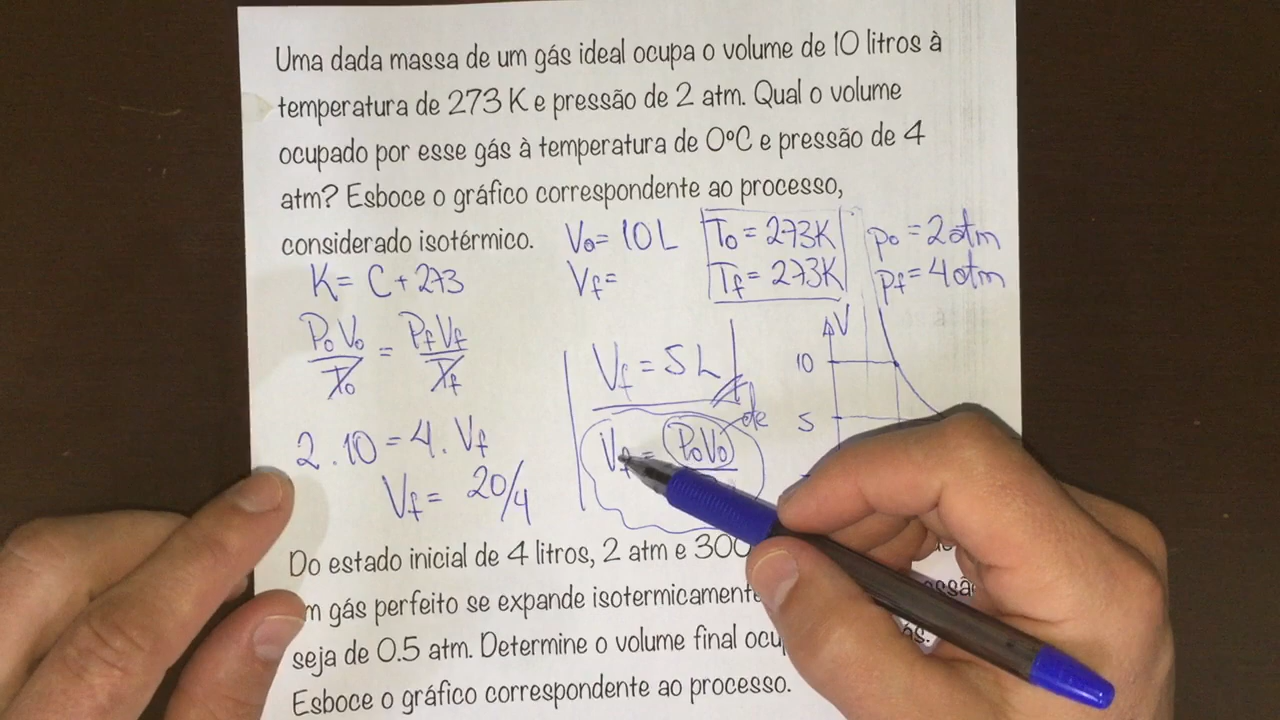 Uma dada massa de um gás ideal ocupa o volume de 10 litros à
temperatura de 273 K e pressão de 2 atm. Qual o volume
ocupado por esse gás à temperatura de 0ºC e pressão de 4
atm? Esboce o gráfico correspondente ao processo,
considerado isotérmico.
V₀ = 10 L
T₀ = 273K
p₀ = 2 atm
Vf =
Tf = 273K
pf = 4 atm
K = C + 273
P₀V₀/T₀ = PfVf/Tf
Vf = 5 L
V
10
5
2 . 10 = 4 . Vf
Vf = P₀V₀
cte
Vf = 20/4
Do estado inicial de 4 litros, 2 atm e 300
m gás perfeito se expande isotermicamente
seja de 0.5 atm. Determine o volume final
Esboce o gráfico correspondente ao processo.